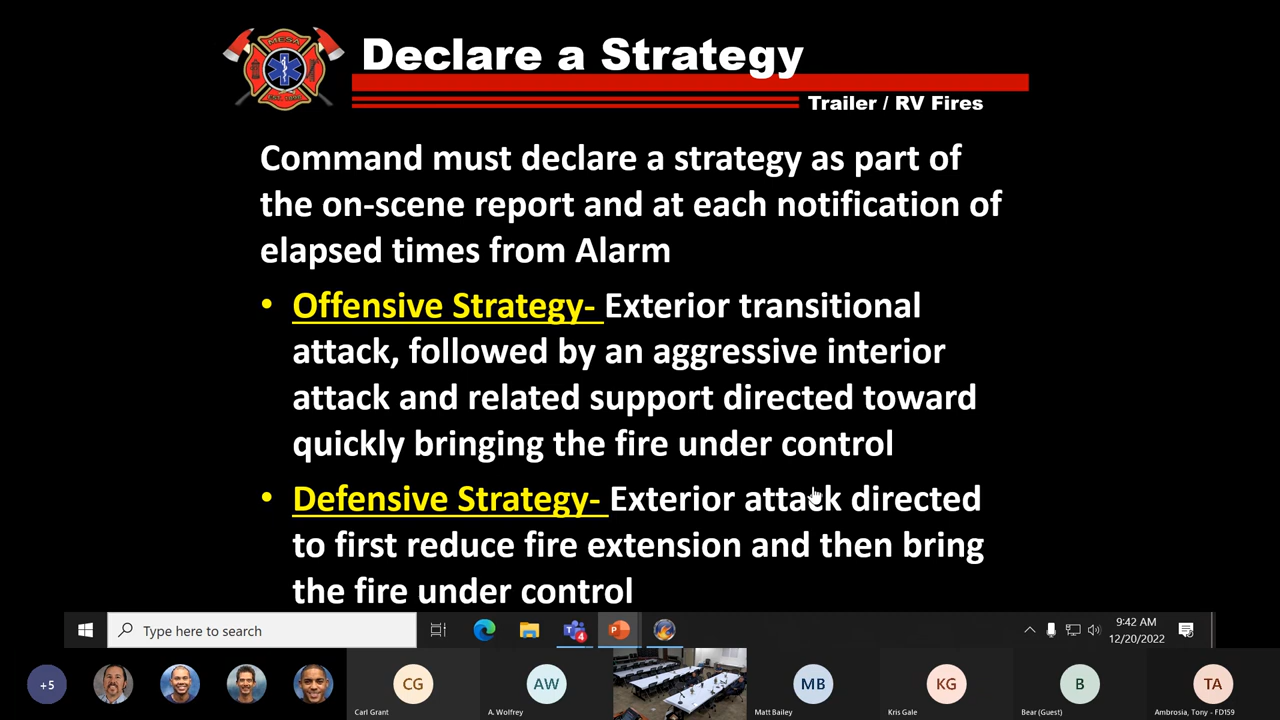 MESA
Declare a Strategy
Trailer / RV Fires
Command must declare a strategy as part of
the on-scene report and at each notification of
elapsed times from Alarm
• Offensive Strategy- Exterior transitional
attack, followed by an aggressive interior
attack and related support directed toward
quickly bringing the fire under control
• Defensive Strategy- Exterior attack directed
to first reduce fire extension and then bring
the fire under control
Type here to search
4
9:42 AM
12/20/2022
+5
CG
AW
MB
KG
B
TA
Carl Grant
A. Wolfrey
Matt Bailey
Kris Gale
Bear (Guest)
Ambrosia, Tony - FD159